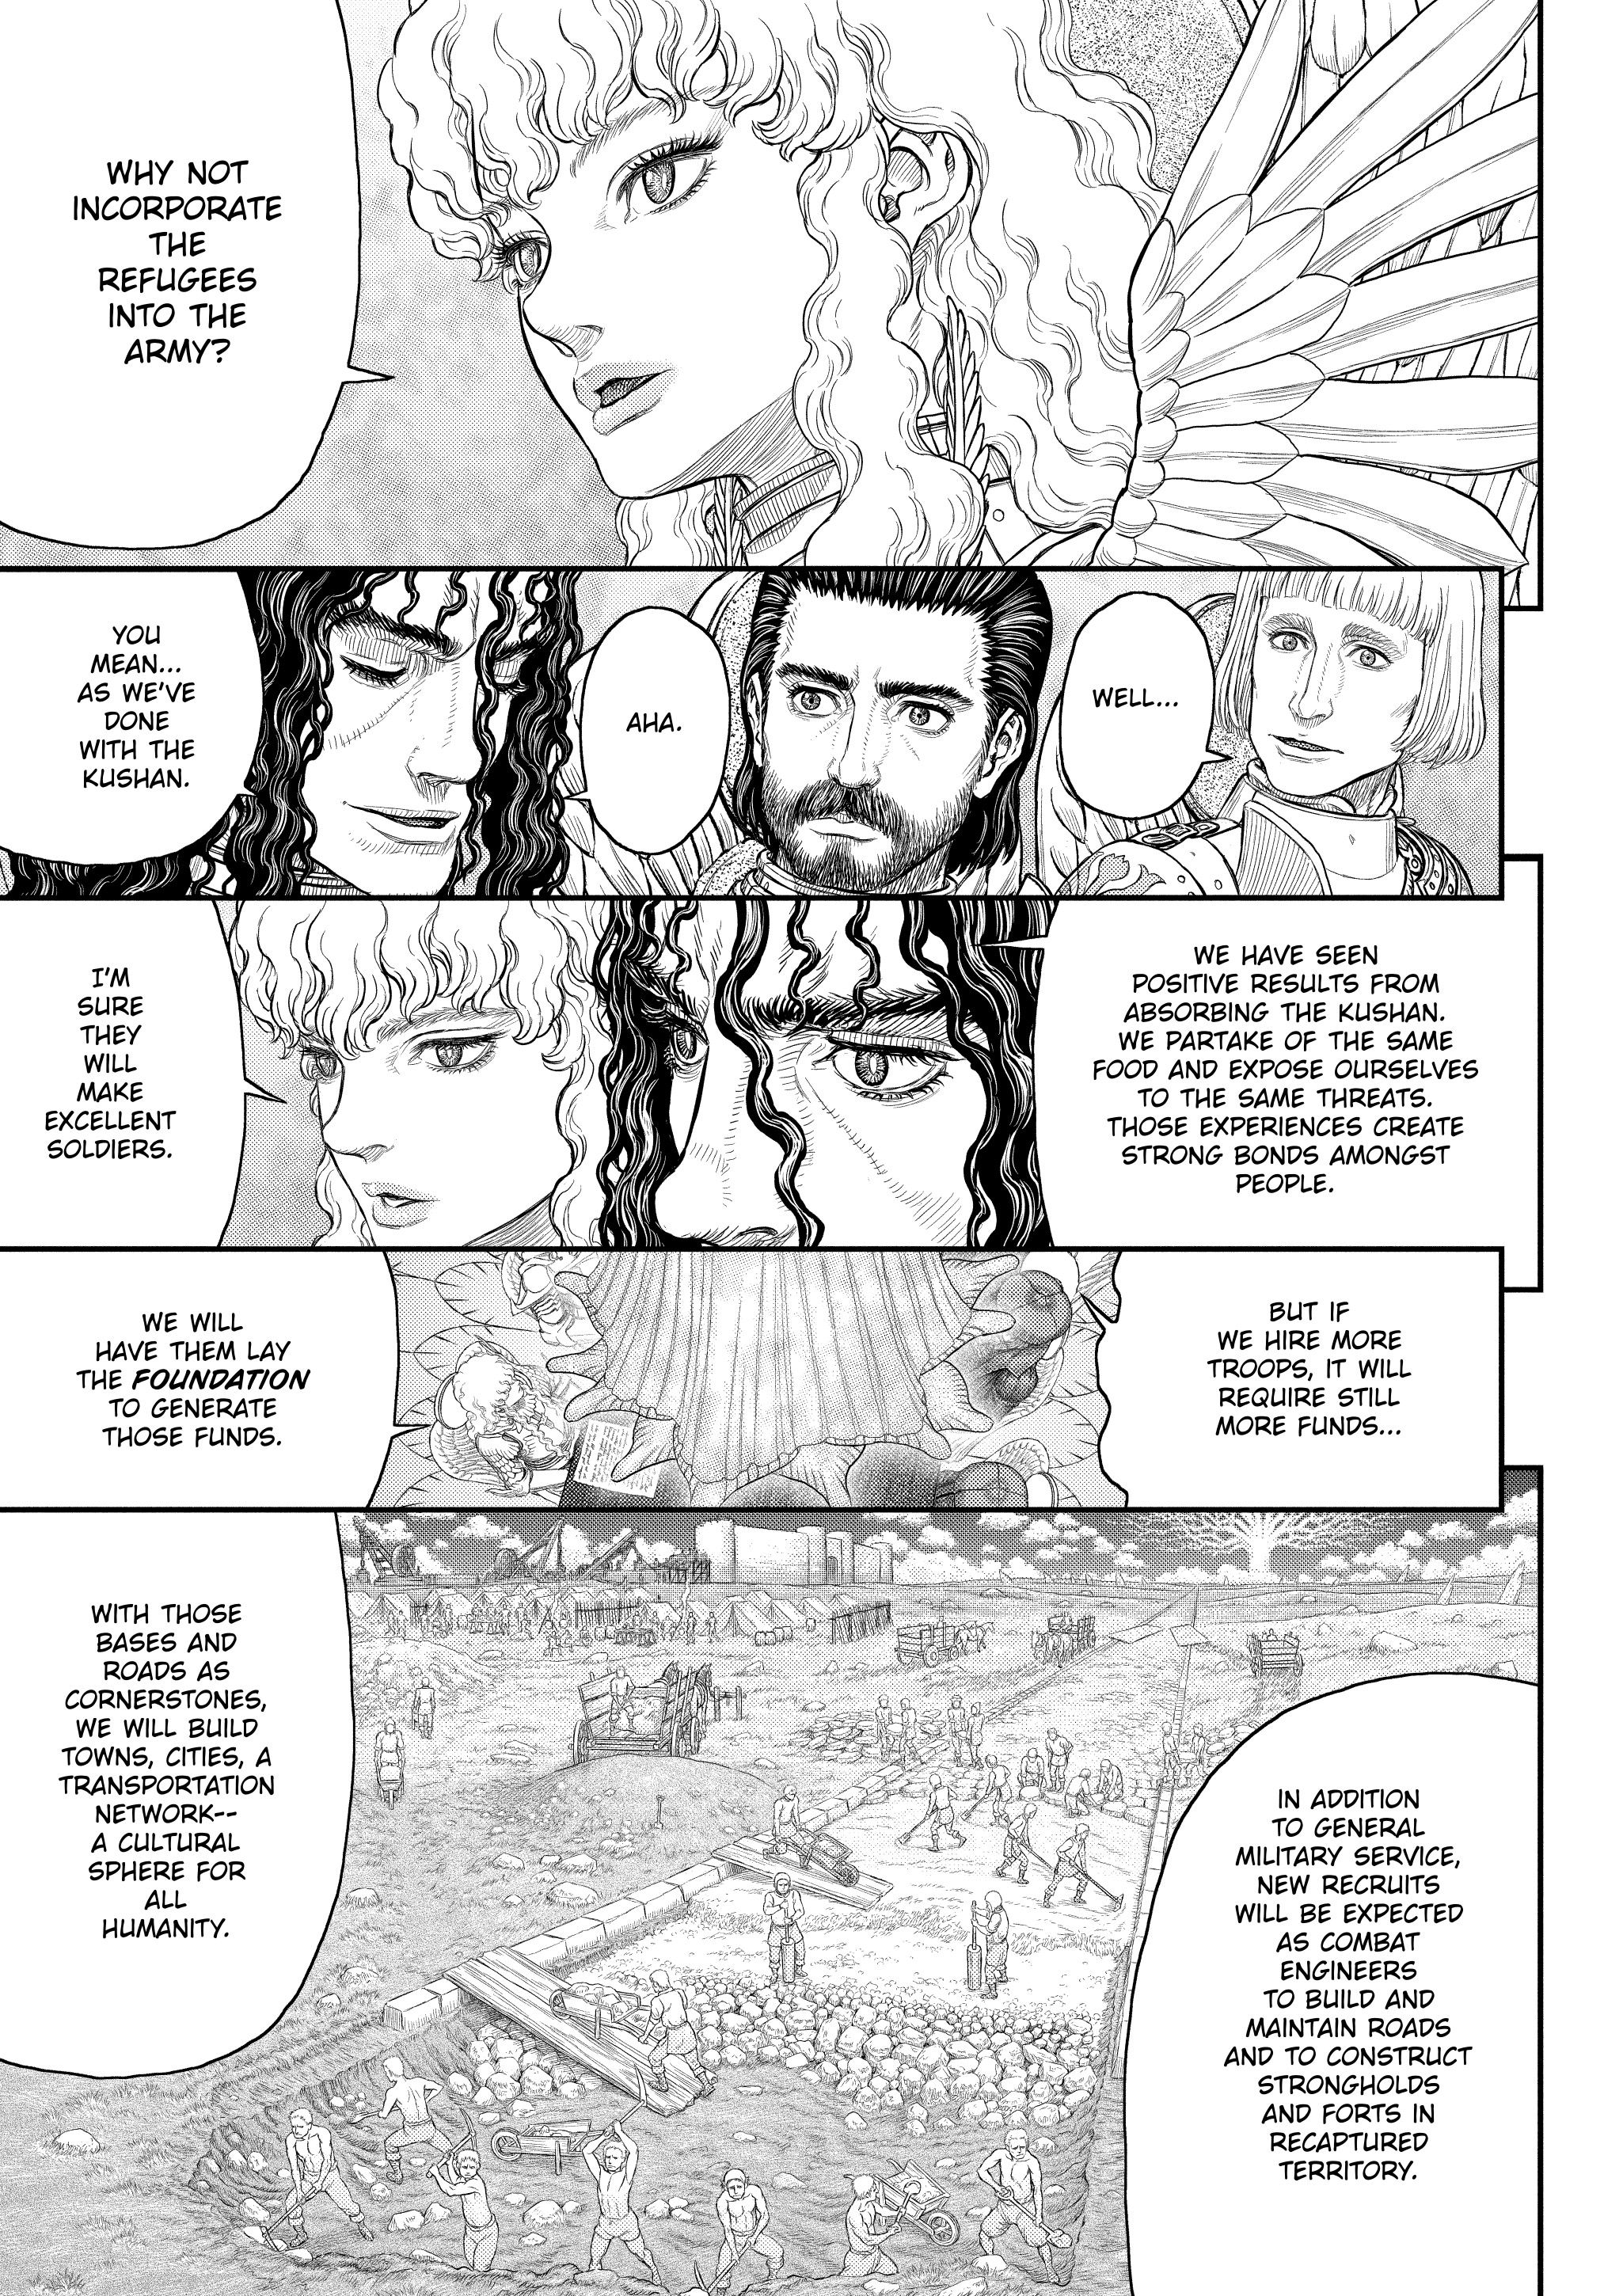 WHY NOT
INCORPORATE
THE
REFUGEES
INTO THE
ARMY?
WELL...
AHA.
YOU
MEAN...
AS WE'VE
DONE
WITH THE
KUSHAN.
WE HAVE SEEN
POSITIVE RESULTS FROM
ABSORBING THE KUSHAN.
WE PARTAKE OF THE SAME
FOOD AND EXPOSE OURSELVES
TO THE SAME THREATS.
THOSE EXPERIENCES CREATE
STRONG BONDS AMONGST
PEOPLE.
I'M
SURE
THEY
WILL
MAKE
EXCELLENT
SOLDIERS.
BUT IF
WE HIRE MORE
TROOPS, IT WILL
REQUIRE STILL
MORE FUNDS...
WE WILL
HAVE THEM LAY
THE FOUNDATION
TO GENERATE
THOSE FUNDS.
IN ADDITION
TO GENERAL
MILITARY SERVICE,
NEW RECRUITS
WILL BE EXPECTED
AS COMBAT
ENGINEERS
TO BUILD AND
MAINTAIN ROADS
AND TO CONSTRUCT
STRONGHOLDS
AND FORTS IN
RECAPTURED
TERRITORY.
WITH THOSE
BASES AND
ROADS AS
CORNERSTONES,
WE WILL BUILD
TOWNS, CITIES, A
TRANSPORTATION
NETWORK--
A CULTURAL
SPHERE FOR
ALL
HUMANITY.